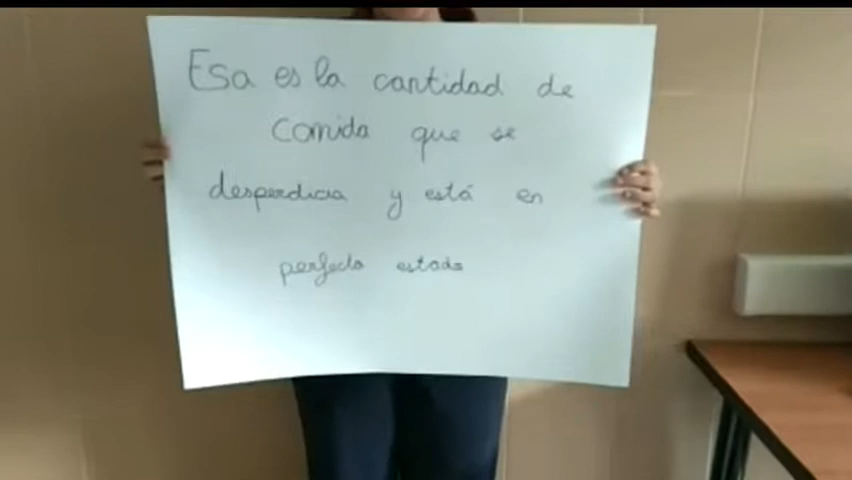 Esa es la cantidad de
comida que se
desperdicia y está en
perfecto estado